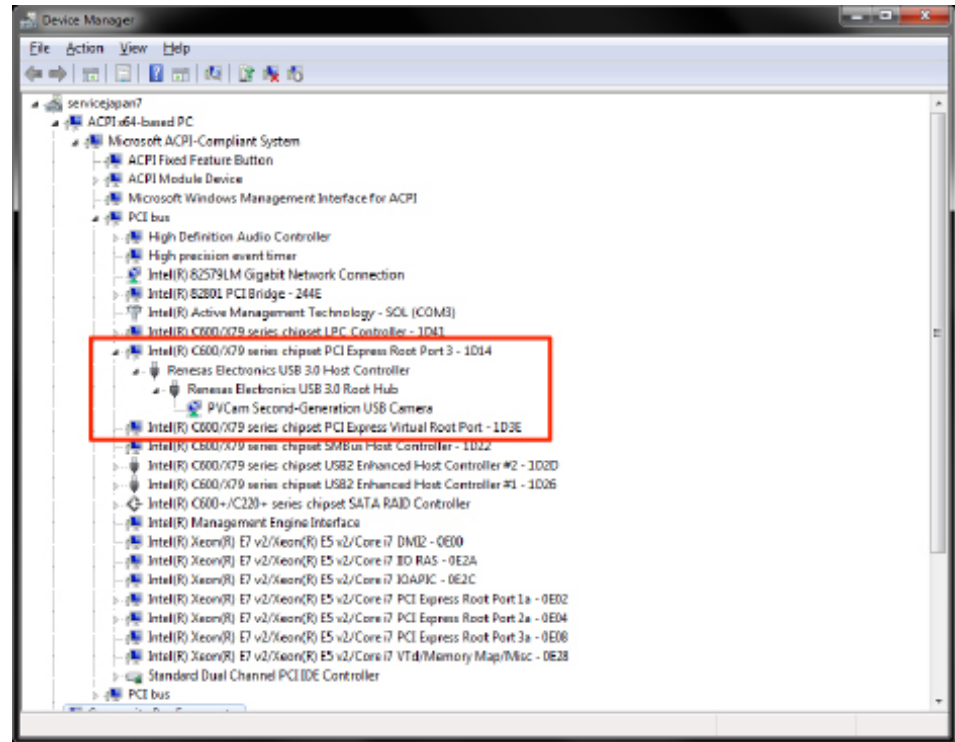 Device Manager
File Action View Help
servicejapan7
ACPI x64-based PC
Microsoft ACPI-Compliant System
ACPI Fixed Feature Button
ACPI Module Device
Microsoft Windows Management Interface for ACPI
PCI bus
High Definition Audio Controller
High precision event timer
Intel(R) 82579LM Gigabit Network Connection
Intel(R) 82801 PCI Bridge - 244E
Intel(R) Active Management Technology - SOL (COM3)
Intel(R) C600/X79 series chipset LPC Controller - 1D41
Intel(R) C600/X79 series chipset PCI Express Root Port 3 - 1D14
Renesas Electronics USB 3.0 Host Controller
Renesas Electronics USB 3.0 Root Hub
PVCam Second-Generation USB Camera
Intel(R) C600/X79 series chipset PCI Express Virtual Root Port - 1D3E
Intel(R) C600/X79 series chipset SMBus Host Controller - 1D22
Intel(R) C600/X79 series chipset USB2 Enhanced Host Controller #2 - 1D2D
Intel(R) C600/X79 series chipset USB2 Enhanced Host Controller #1 - 1D26
Intel(R) C600+/C220+ series chipset SATA RAID Controller
Intel(R) Management Engine Interface
Intel(R) Xeon(R) E7 v2/Xeon(R) E5 v2/Core i7 DMI2 - 0E00
Intel(R) Xeon(R) E7 v2/Xeon(R) E5 v2/Core i7 IIO RAS - 0E2A
Intel(R) Xeon(R) E7 v2/Xeon(R) E5 v2/Core i7 IOAPIC - 0E2C
Intel(R) Xeon(R) E7 v2/Xeon(R) E5 v2/Core i7 PCI Express Root Port 1a - 0E02
Intel(R) Xeon(R) E7 v2/Xeon(R) E5 v2/Core i7 PCI Express Root Port 2a - 0E04
Intel(R) Xeon(R) E7 v2/Xeon(R) E5 v2/Core i7 PCI Express Root Port 3a - 0E08
Intel(R) Xeon(R) E7 v2/Xeon(R) E5 v2/Core i7 VTd/Memory Map/Misc - 0E28
Standard Dual Channel PCI IDE Controller
PCI bus